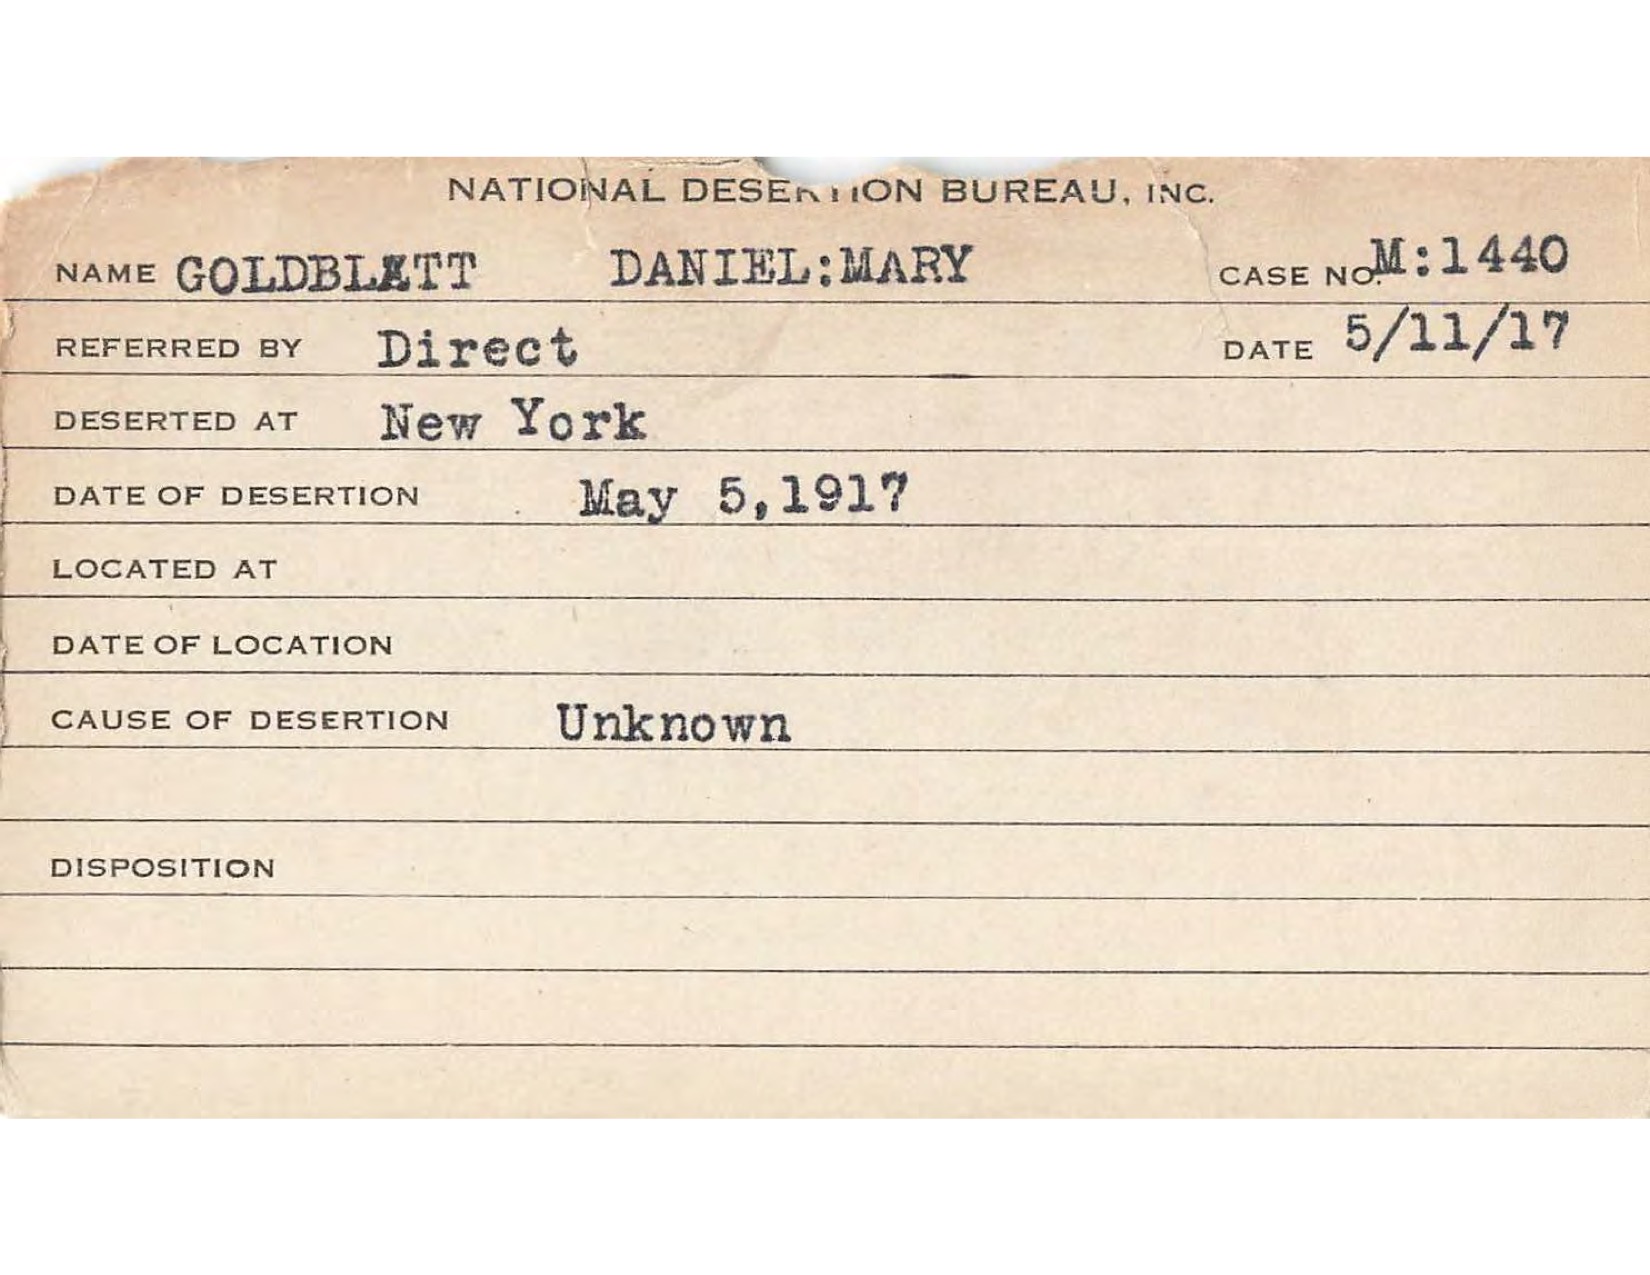 NATIONAL DESERTION BUREAU, INC.
NAME GOLDBLATT DANIEL:MARY CASE NO. M:1440
REFERRED BY Direct DATE 5/11/17
DESERTED AT New York
DATE OF DESERTION May 5,1917
LOCATED AT
DATE OF LOCATION
CAUSE OF DESERTION Unknown
DISPOSITION